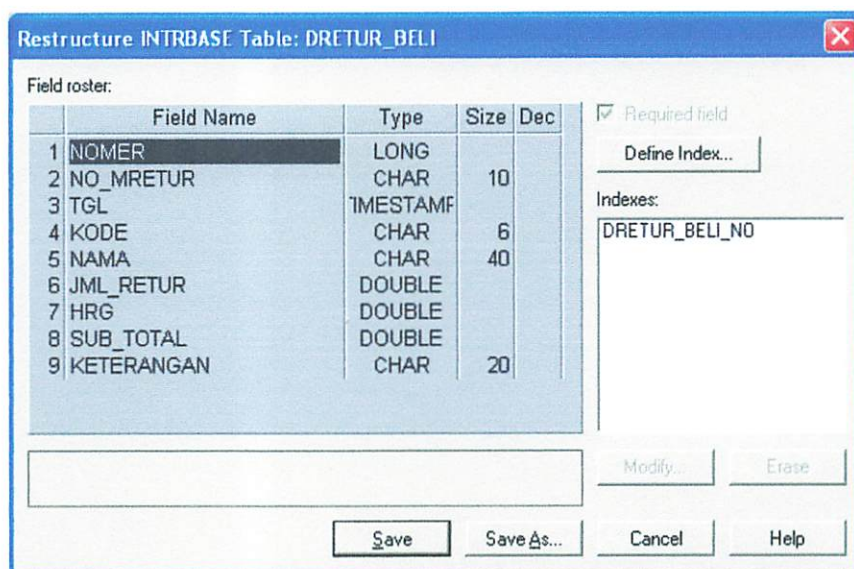 Restructure INTRBASE Table: DRETUR_BELI
Field roster:
Field Name Type Size Dec
1 NOMER LONG
2 NO_MRETUR CHAR 10
3 TGL IMESTAMF
4 KODE CHAR 6
5 NAMA CHAR 40
6 JML_RETUR DOUBLE
7 HRG DOUBLE
8 SUB_TOTAL DOUBLE
9 KETERANGAN CHAR 20
Required field
Define Index...
Indexes:
DRETUR_BELI_NO
Modify... Erase
Save Save As... Cancel Help